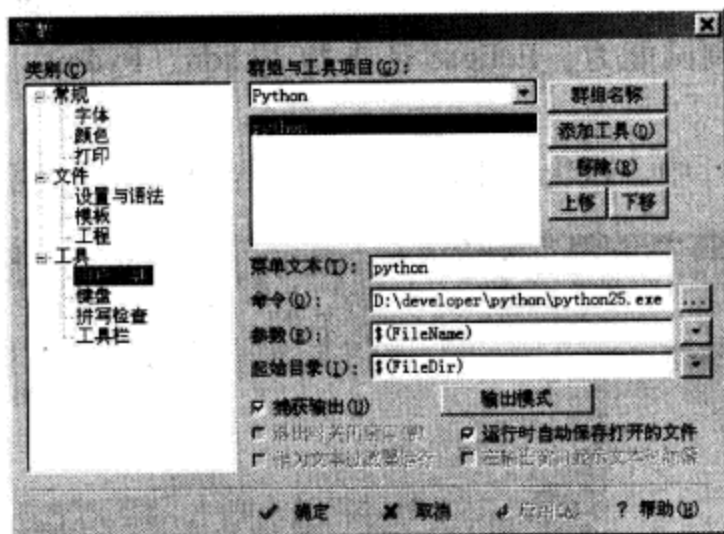 类别(C)
常规
字体
颜色
打印
文件
设置与语法
模板
工程
工具
键盘
拼写检查
工具栏
群组与工具项目(G):
Python
python
群组名称
添加工具(D)
移除(R)
上移 下移
菜单文本(T): python
命令(O): D:\developer\python\python25.exe ...
参数(E): $(FileName)
起始目录(I): $(FileDir)
捕获输出(U) 输出模式
运行时自动保存打开的文件
确定 取消 ? 帮助(H)